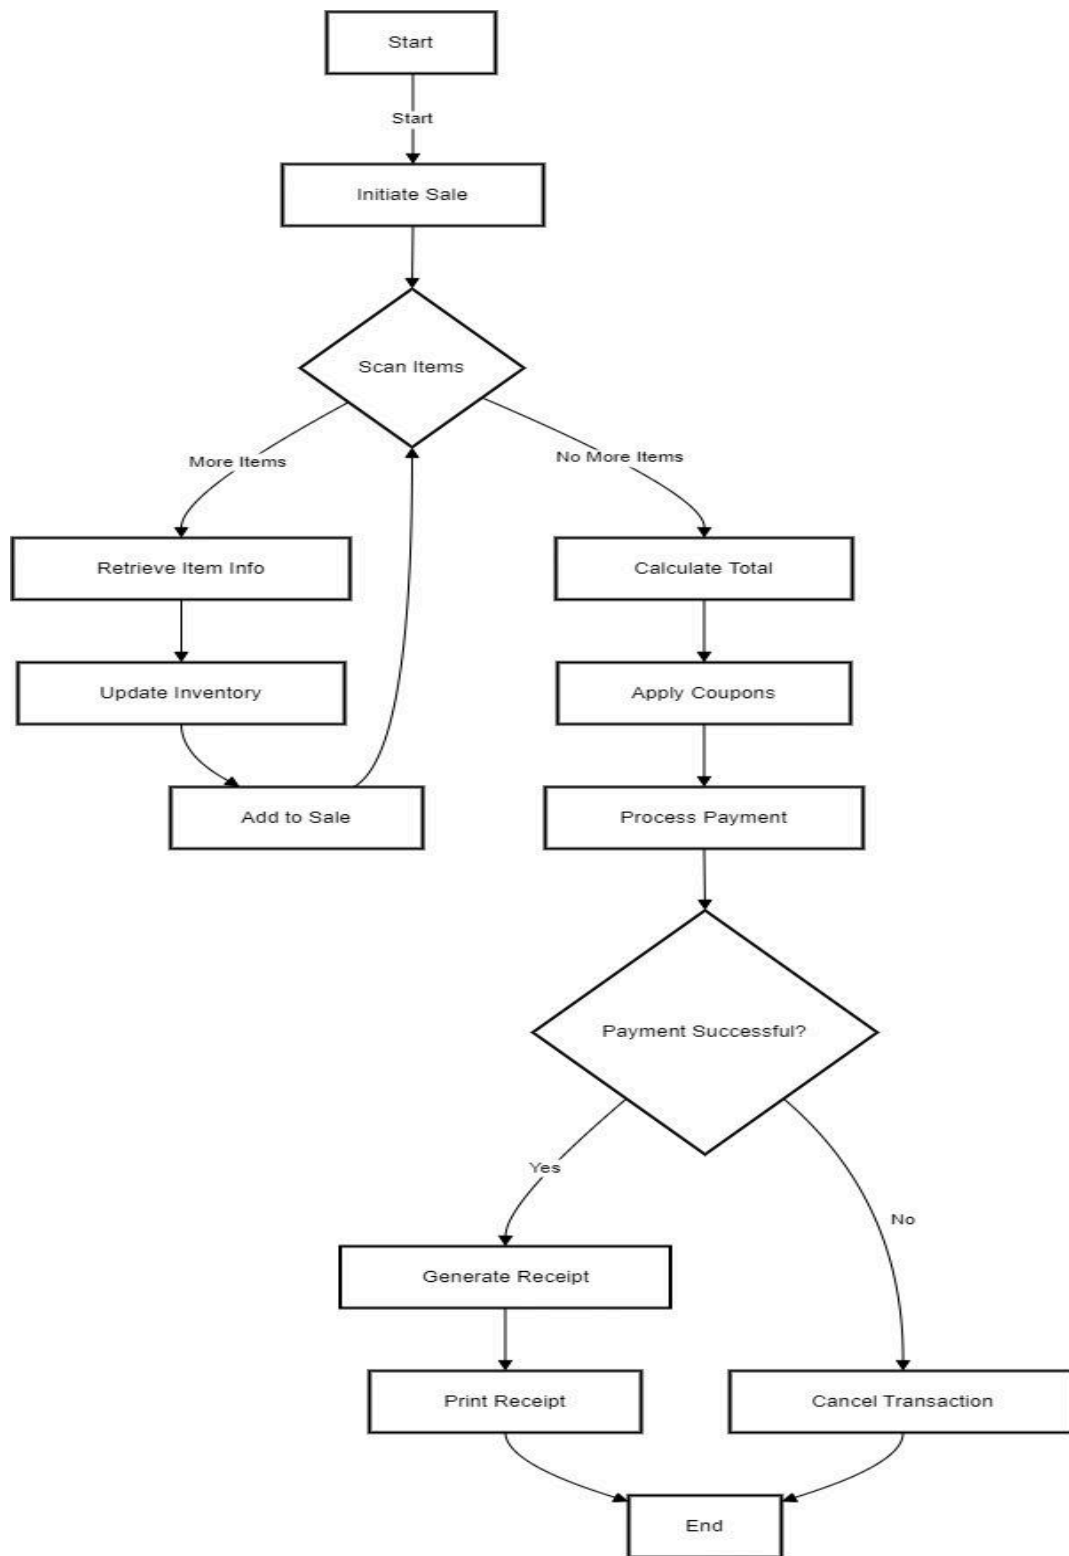 Start
Start
Initiate Sale
Scan Items
More Items
No More Items
Retrieve Item Info
Calculate Total
Update Inventory
Apply Coupons
Add to Sale
Process Payment
Payment Successful?
Yes
No
Generate Receipt
Print Receipt
Cancel Transaction
End